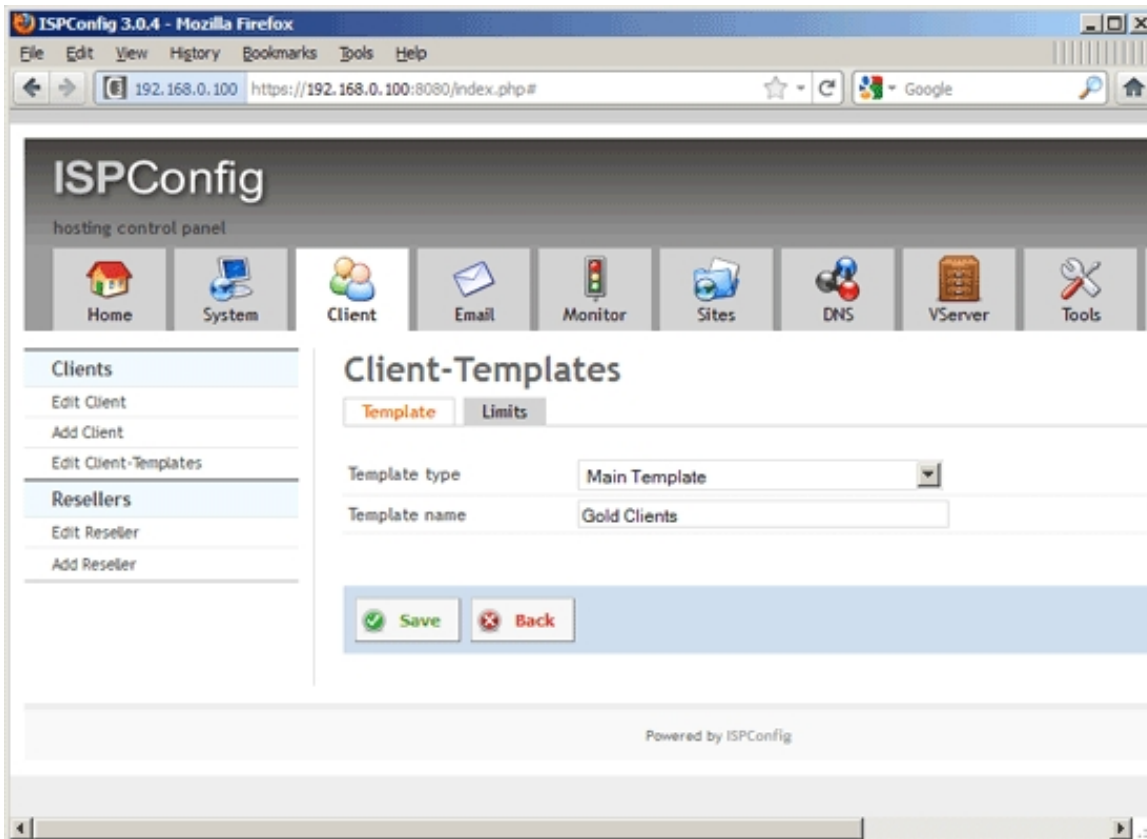 ISPConfig 3.0.4 - Mozilla Firefox
File Edit View History Bookmarks Tools Help
192.168.0.100 https://192.168.0.100:8080/index.php# Google
ISPConfig
hosting control panel
Home System Client Email Monitor Sites DNS VServer Tools
Clients
Edit Client
Add Client
Edit Client-Templates
Resellers
Edit Reseller
Add Reseller
Client-Templates
Template Limits
Template type Main Template
Template name Gold Clients
Save Back
Powered by ISPConfig